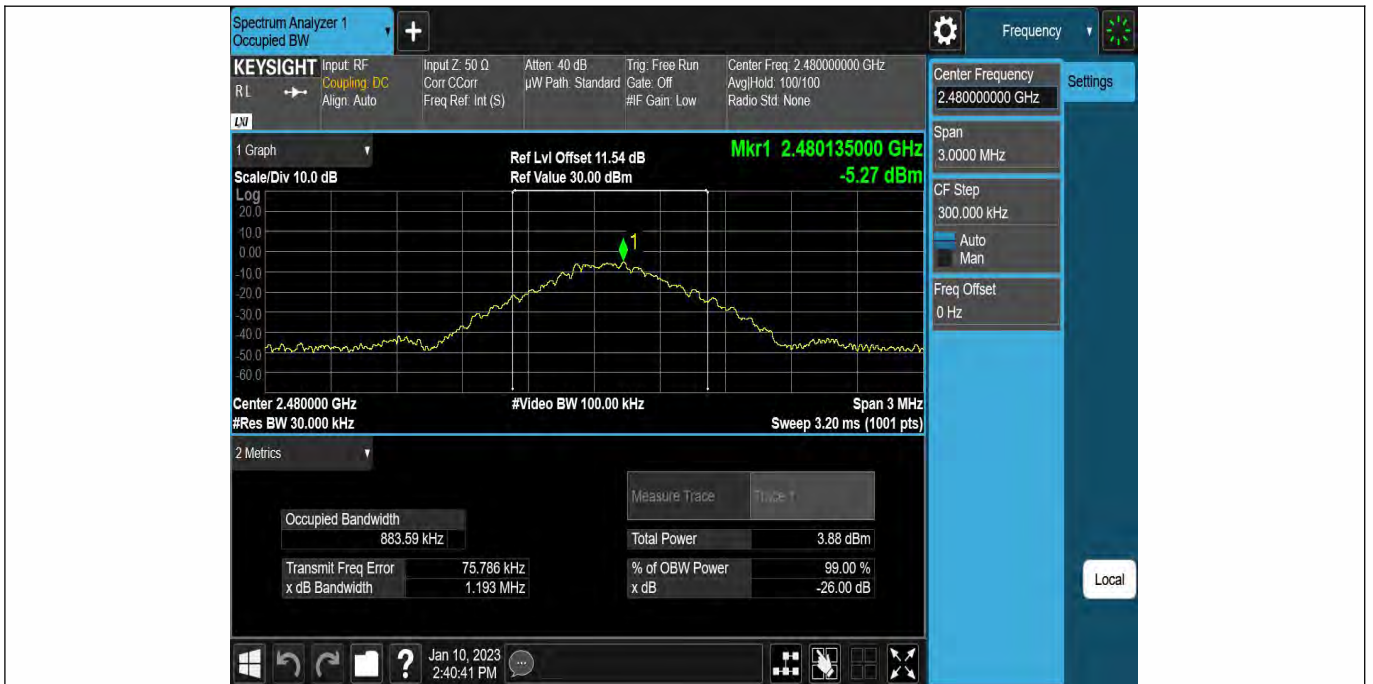 Spectrum Analyzer 1
Occupied BW
+
Frequency
KEYSIGHT
RL
LXI
Input: RF
Coupling: DC
Align: Auto
Input Z: 50 Ω
Corr CCorr
Freq Ref: Int (S)
Atten: 40 dB
µW Path: Standard
Trig: Free Run
Gate: Off
#IF Gain: Low
Center Freq: 2.480000000 GHz
Avg|Hold: 100/100
Radio Std: None
Center Frequency
2.480000000 GHz
Settings
Span
3.0000 MHz
CF Step
300.000 kHz
Auto
Man
Freq Offset
0 Hz
Local
1 Graph
Scale/Div 10.0 dB
Ref Lvl Offset 11.54 dB
Ref Value 30.00 dBm
Mkr1 2.480135000 GHz
-5.27 dBm
Log
20.0
10.0
0.00
-10.0
-20.0
-30.0
-40.0
-50.0
-60.0
1
Center 2.480000 GHz
#Video BW 100.00 kHz
Span 3 MHz
#Res BW 30.000 kHz
Sweep 3.20 ms (1001 pts)
2 Metrics
Measure Trace
Trace 1
Occupied Bandwidth
883.59 kHz
Total Power
3.88 dBm
Transmit Freq Error
75.786 kHz
% of OBW Power
99.00 %
x dB Bandwidth
1.193 MHz
x dB
-26.00 dB
?
Jan 10, 2023
2:40:41 PM